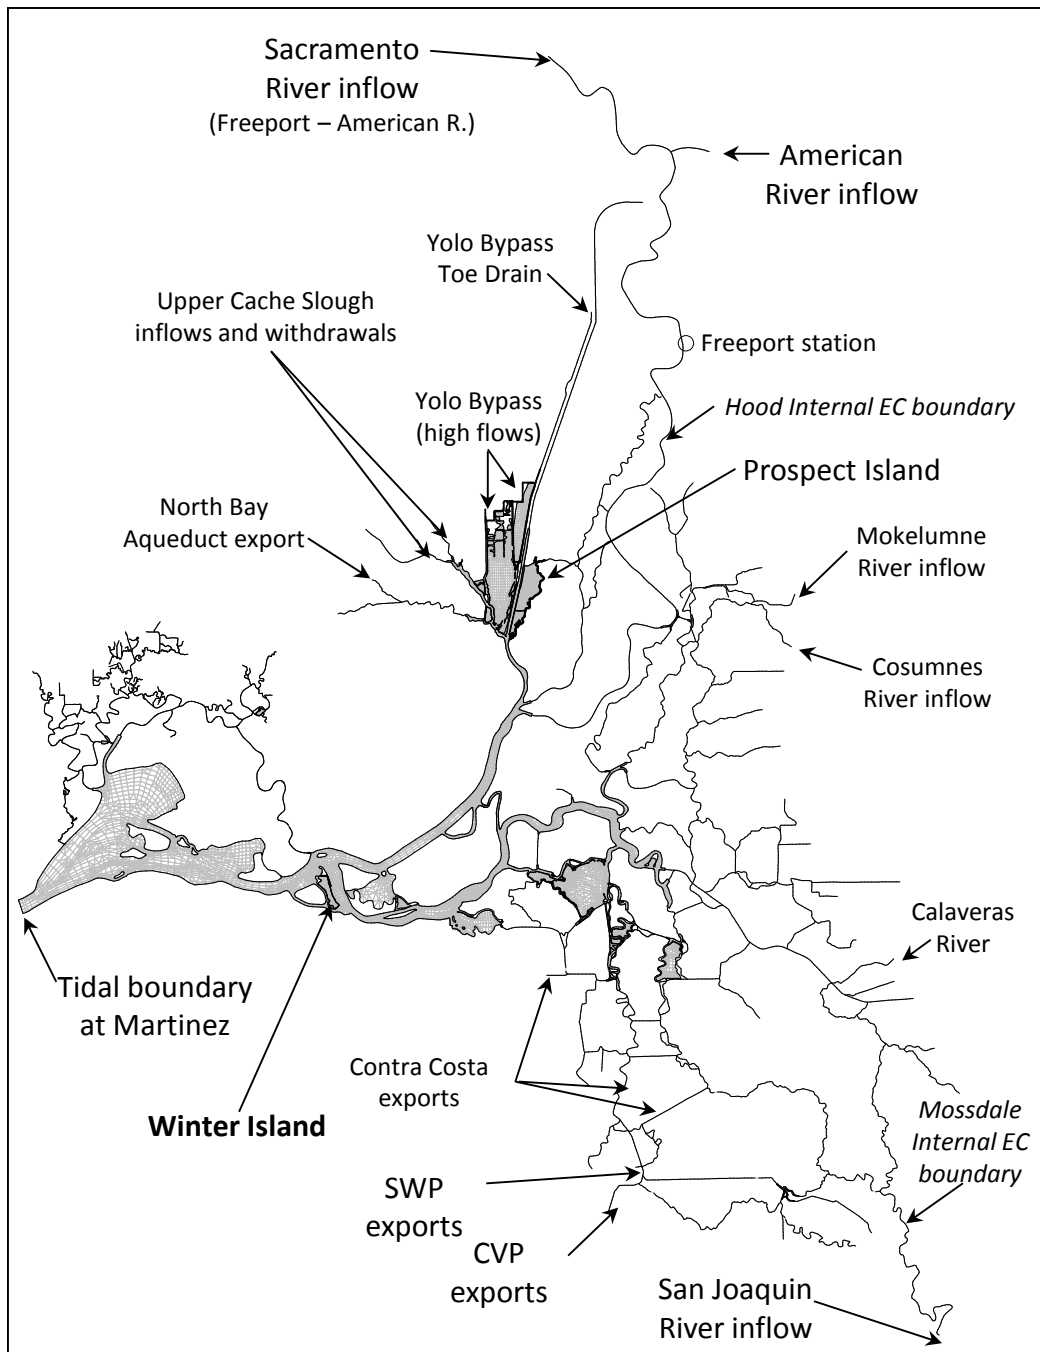 Sacramento
River inflow
(Freeport – American R.)
American
River inflow
Yolo Bypass
Toe Drain
Upper Cache Slough
inflows and withdrawals
Freeport station
Yolo Bypass
(high flows)
Hood Internal EC boundary
Prospect Island
North Bay
Aqueduct export
Mokelumne
River inflow
Cosumnes
River inflow
Calaveras
River
Tidal boundary
at Martinez
Contra Costa
exports
Winter Island
Mossdale
Internal EC
boundary
SWP
exports
CVP
exports
San Joaquin
River inflow